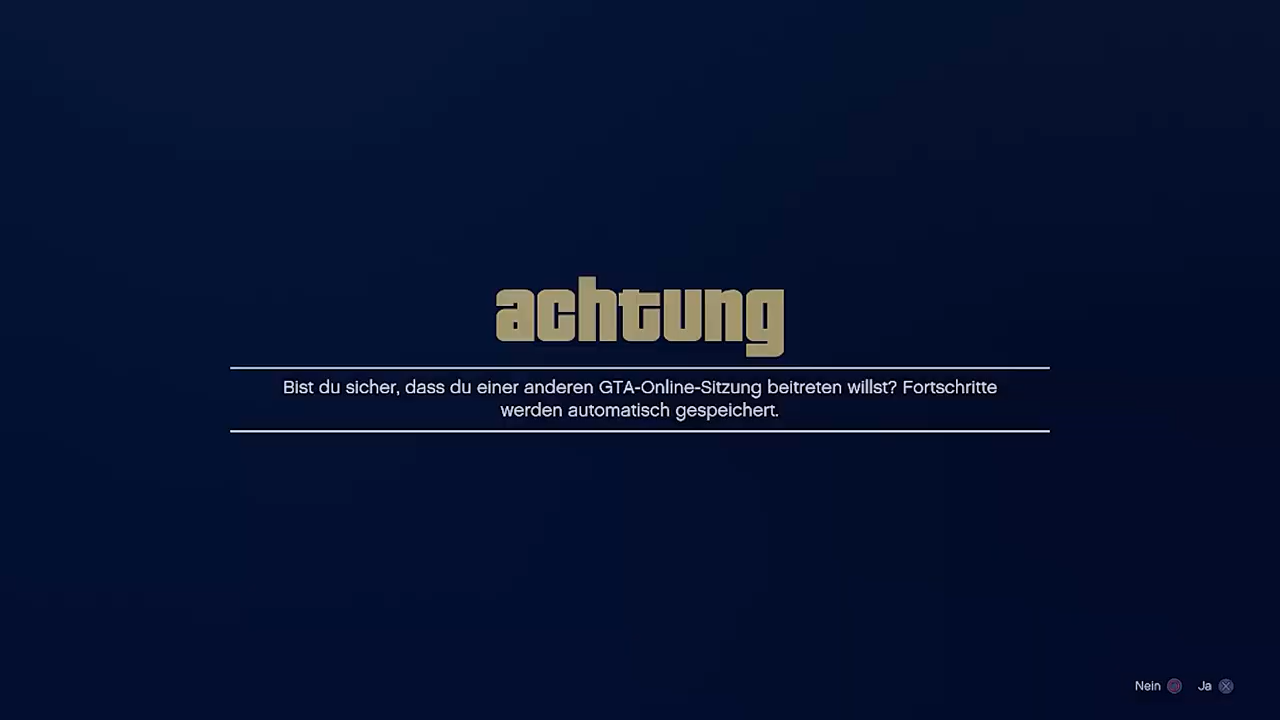 achtung
Bist du sicher, dass du einer anderen GTA-Online-Sitzung beitreten willst? Fortschritte
werden automatisch gespeichert.
Nein Ja